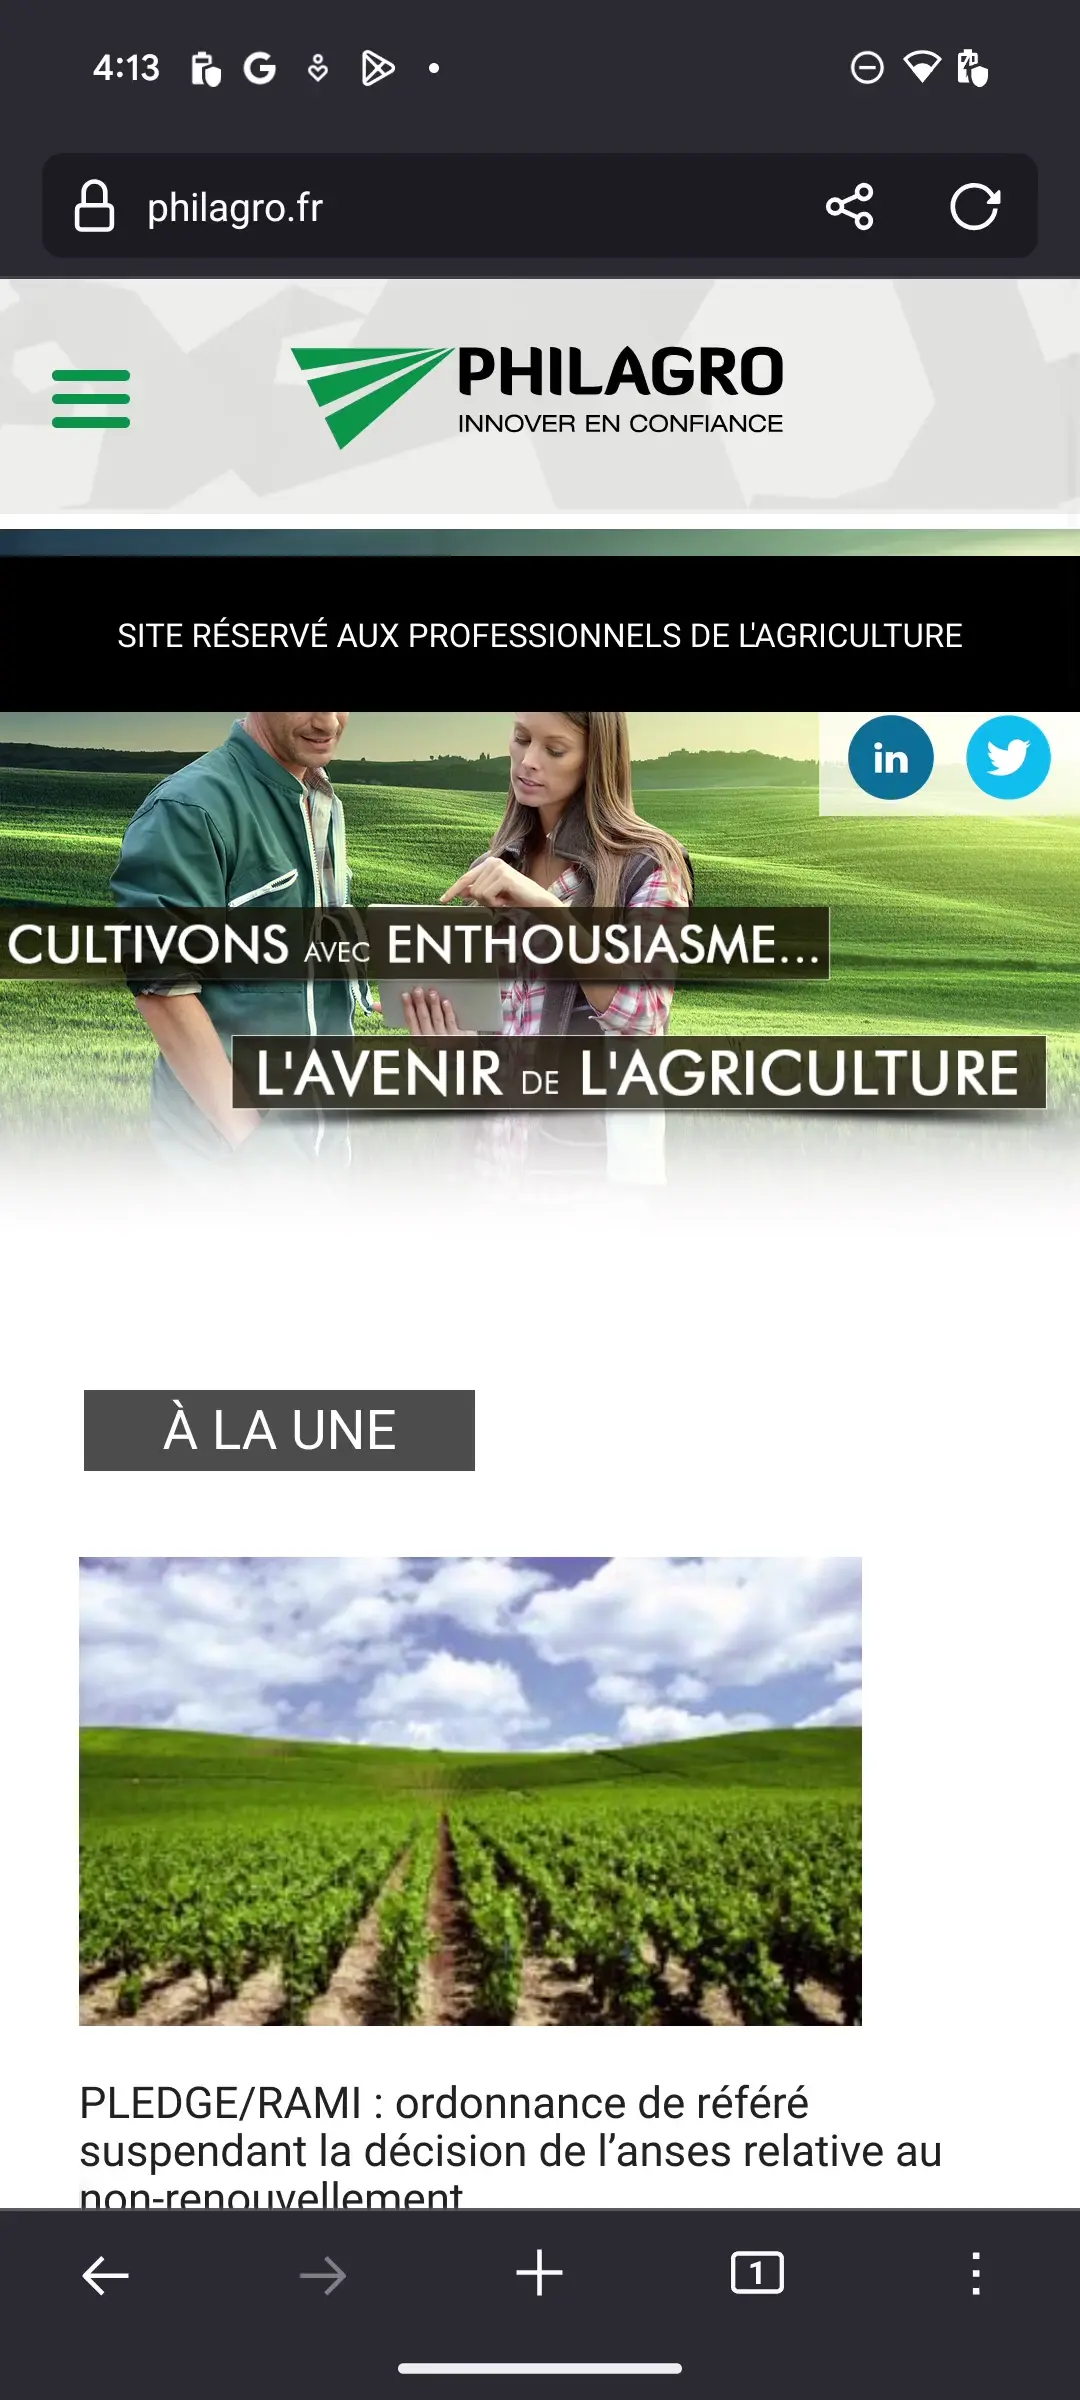 4:13
philagro.fr
PHILAGRO
INNOVER EN CONFIANCE
SITE RÉSERVÉ AUX PROFESSIONNELS DE L'AGRICULTURE
in
CULTIVONS AVEC ENTHOUSIASME...
L'AVENIR DE L'AGRICULTURE
À LA UNE
PLEDGE/RAMI : ordonnance de référé
suspendant la décision de l’anses relative au
non-renouvellement
1